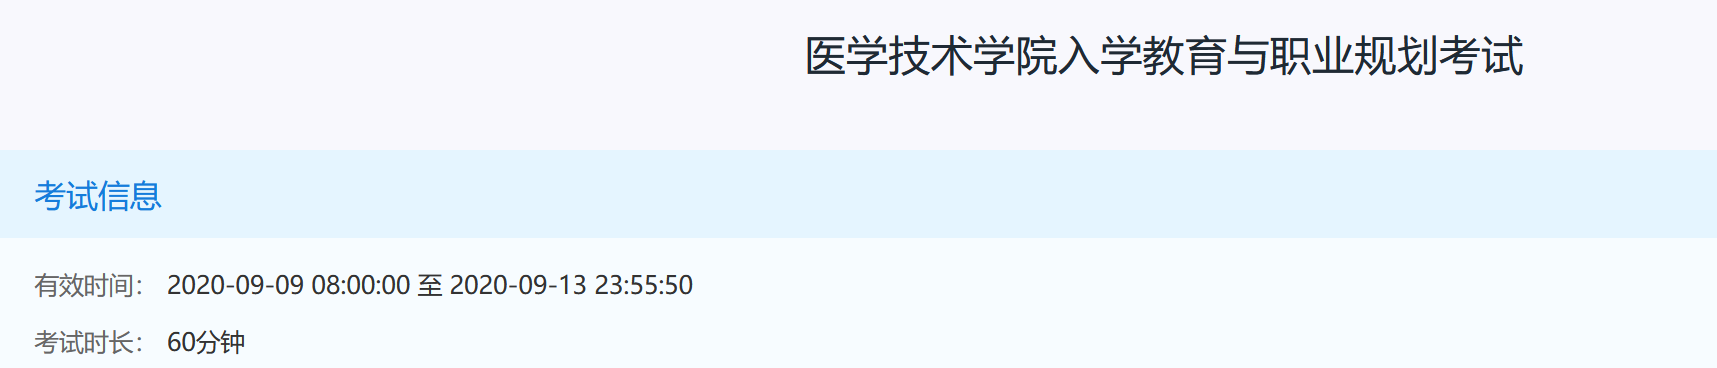 医学技术学院入学教育与职业规划考试
考试信息
有效时间： 2020-09-09 08:00:00 至 2020-09-13 23:55:50
考试时长： 60分钟